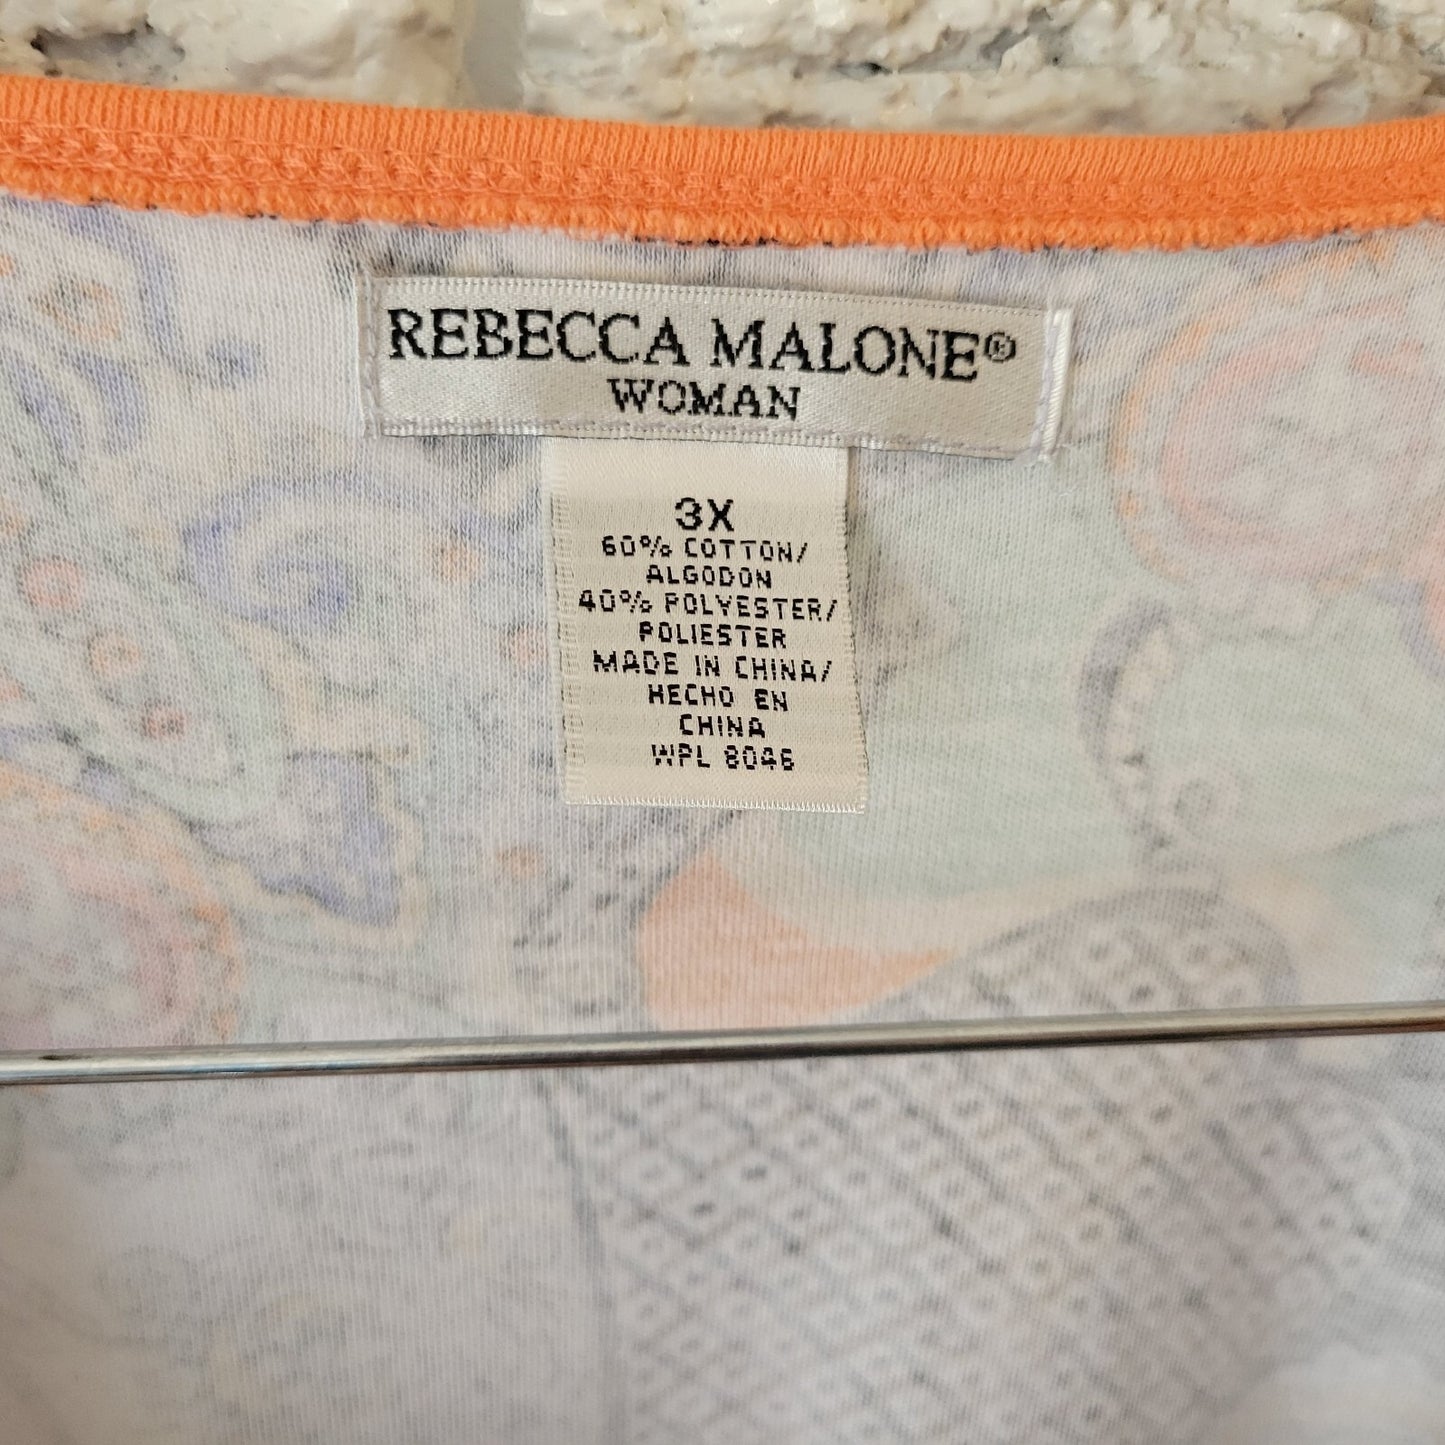 REBECCA MALONE®
WOMAN
3X
60% COTTON/
ALGODON
40% POLYESTER/
POLIESTER
MADE IN CHINA/
HECHO EN
CHINA
WPL 8046